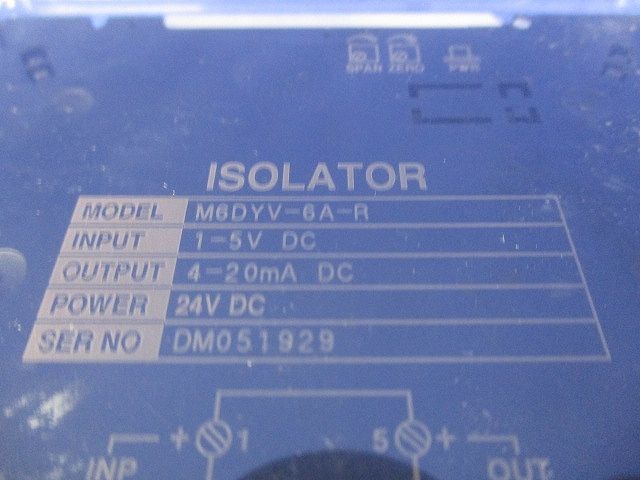 SPAN ZERO PWR
ISOLATOR
MODEL M6DYV-6A-R
INPUT 1-5V DC
OUTPUT 4-20mA DC
POWER 24V DC
SER NO DM051929
+ 1 5 +
INP OUT